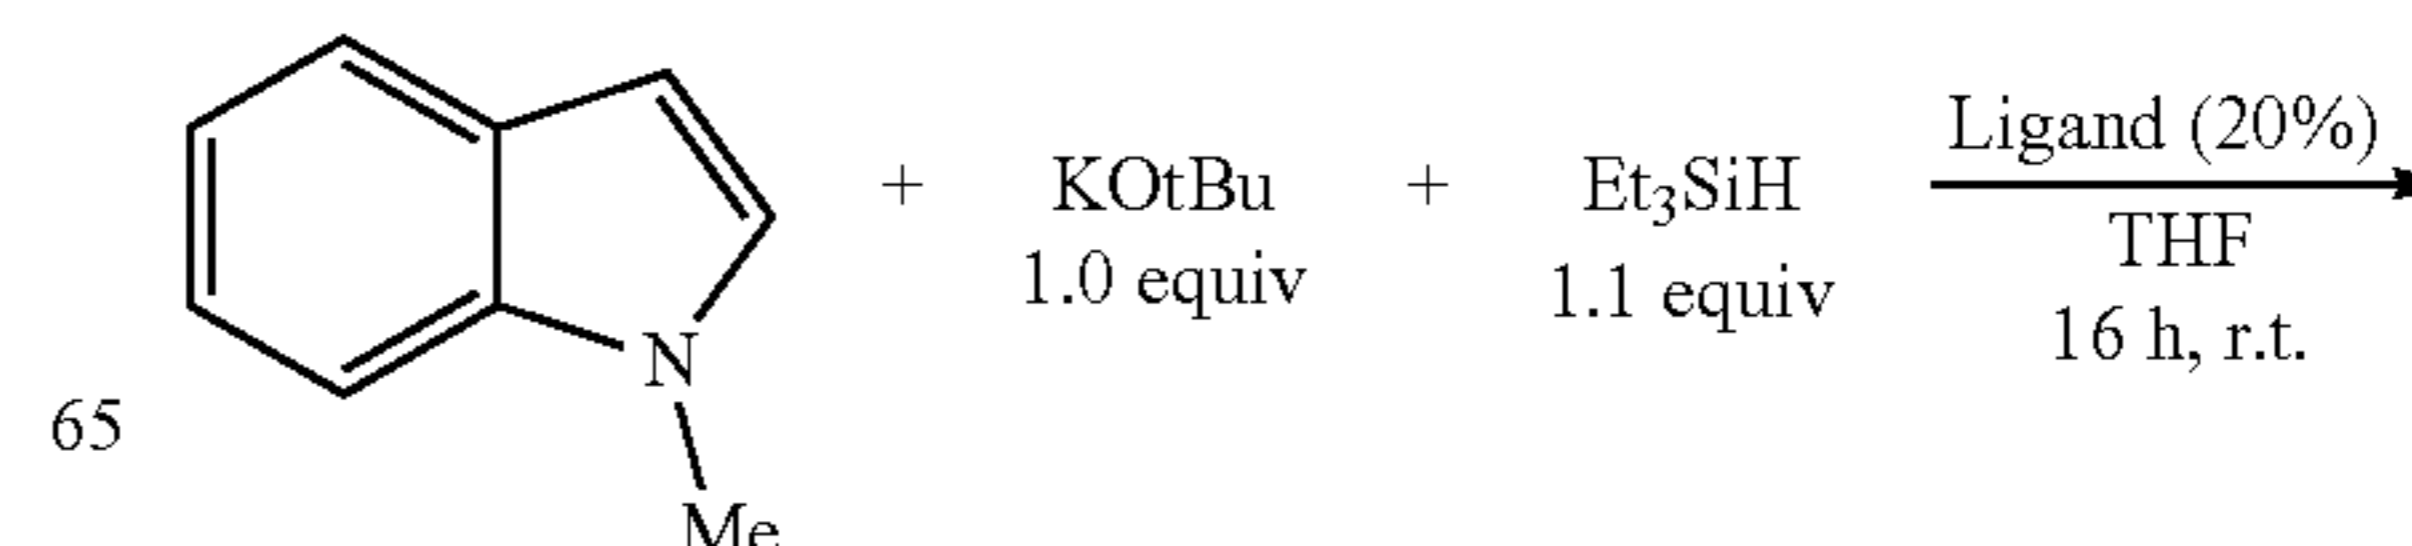 Ligand (20%)
+ KOtBu + Et₃SiH
1.0 equiv 1.1 equiv
THF
16 h, r.t.
N
65
Me